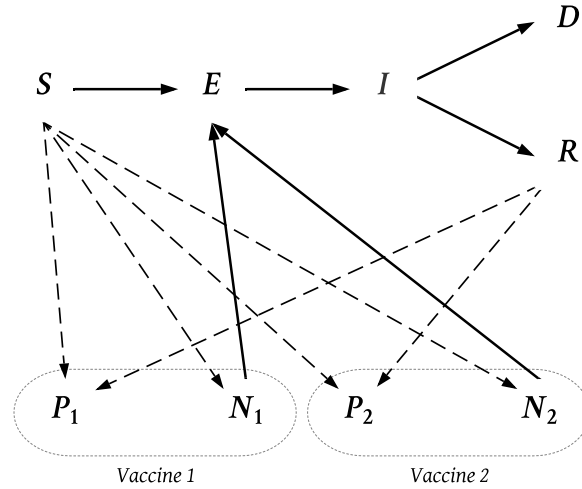 D
S E I
R
P₁ N₁ P₂ N₂
Vaccine 1 Vaccine 2